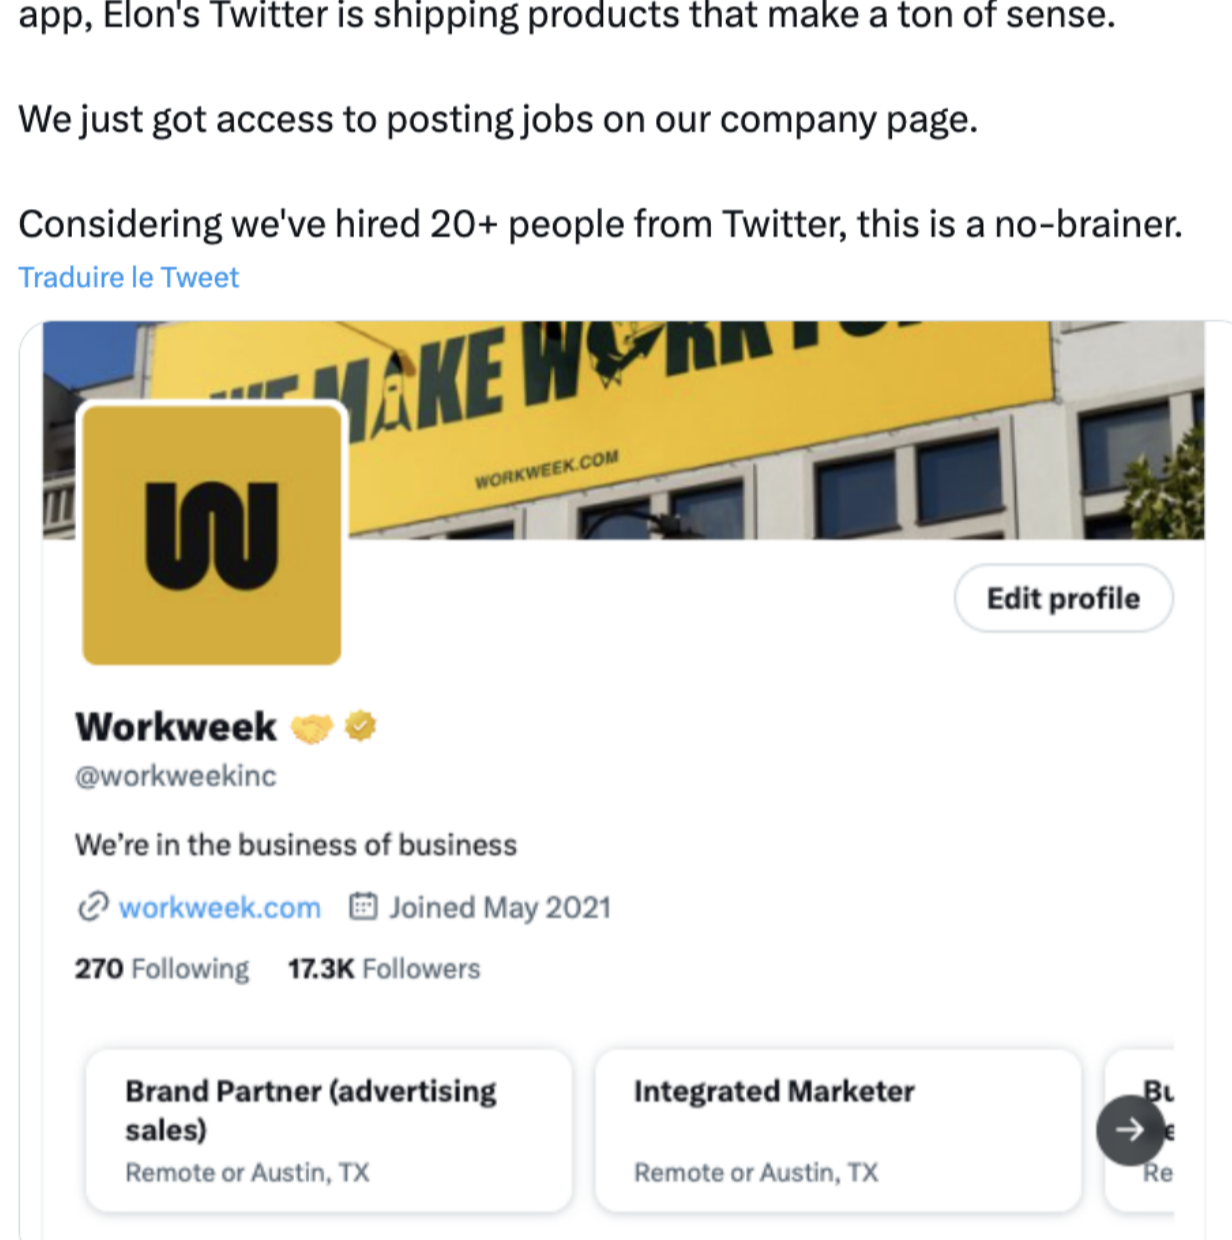 app, Elon's Twitter is shipping products that make a ton of sense.
We just got access to posting jobs on our company page.
Considering we've hired 20+ people from Twitter, this is a no-brainer.
Traduire le Tweet
WE MAKE WORK
WORKWEEK.COM
W
Edit profile
Workweek
@workweekinc
We’re in the business of business
workweek.com Joined May 2021
270 Following 17.3K Followers
Brand Partner (advertising
sales)
Remote or Austin, TX
Integrated Marketer
Remote or Austin, TX